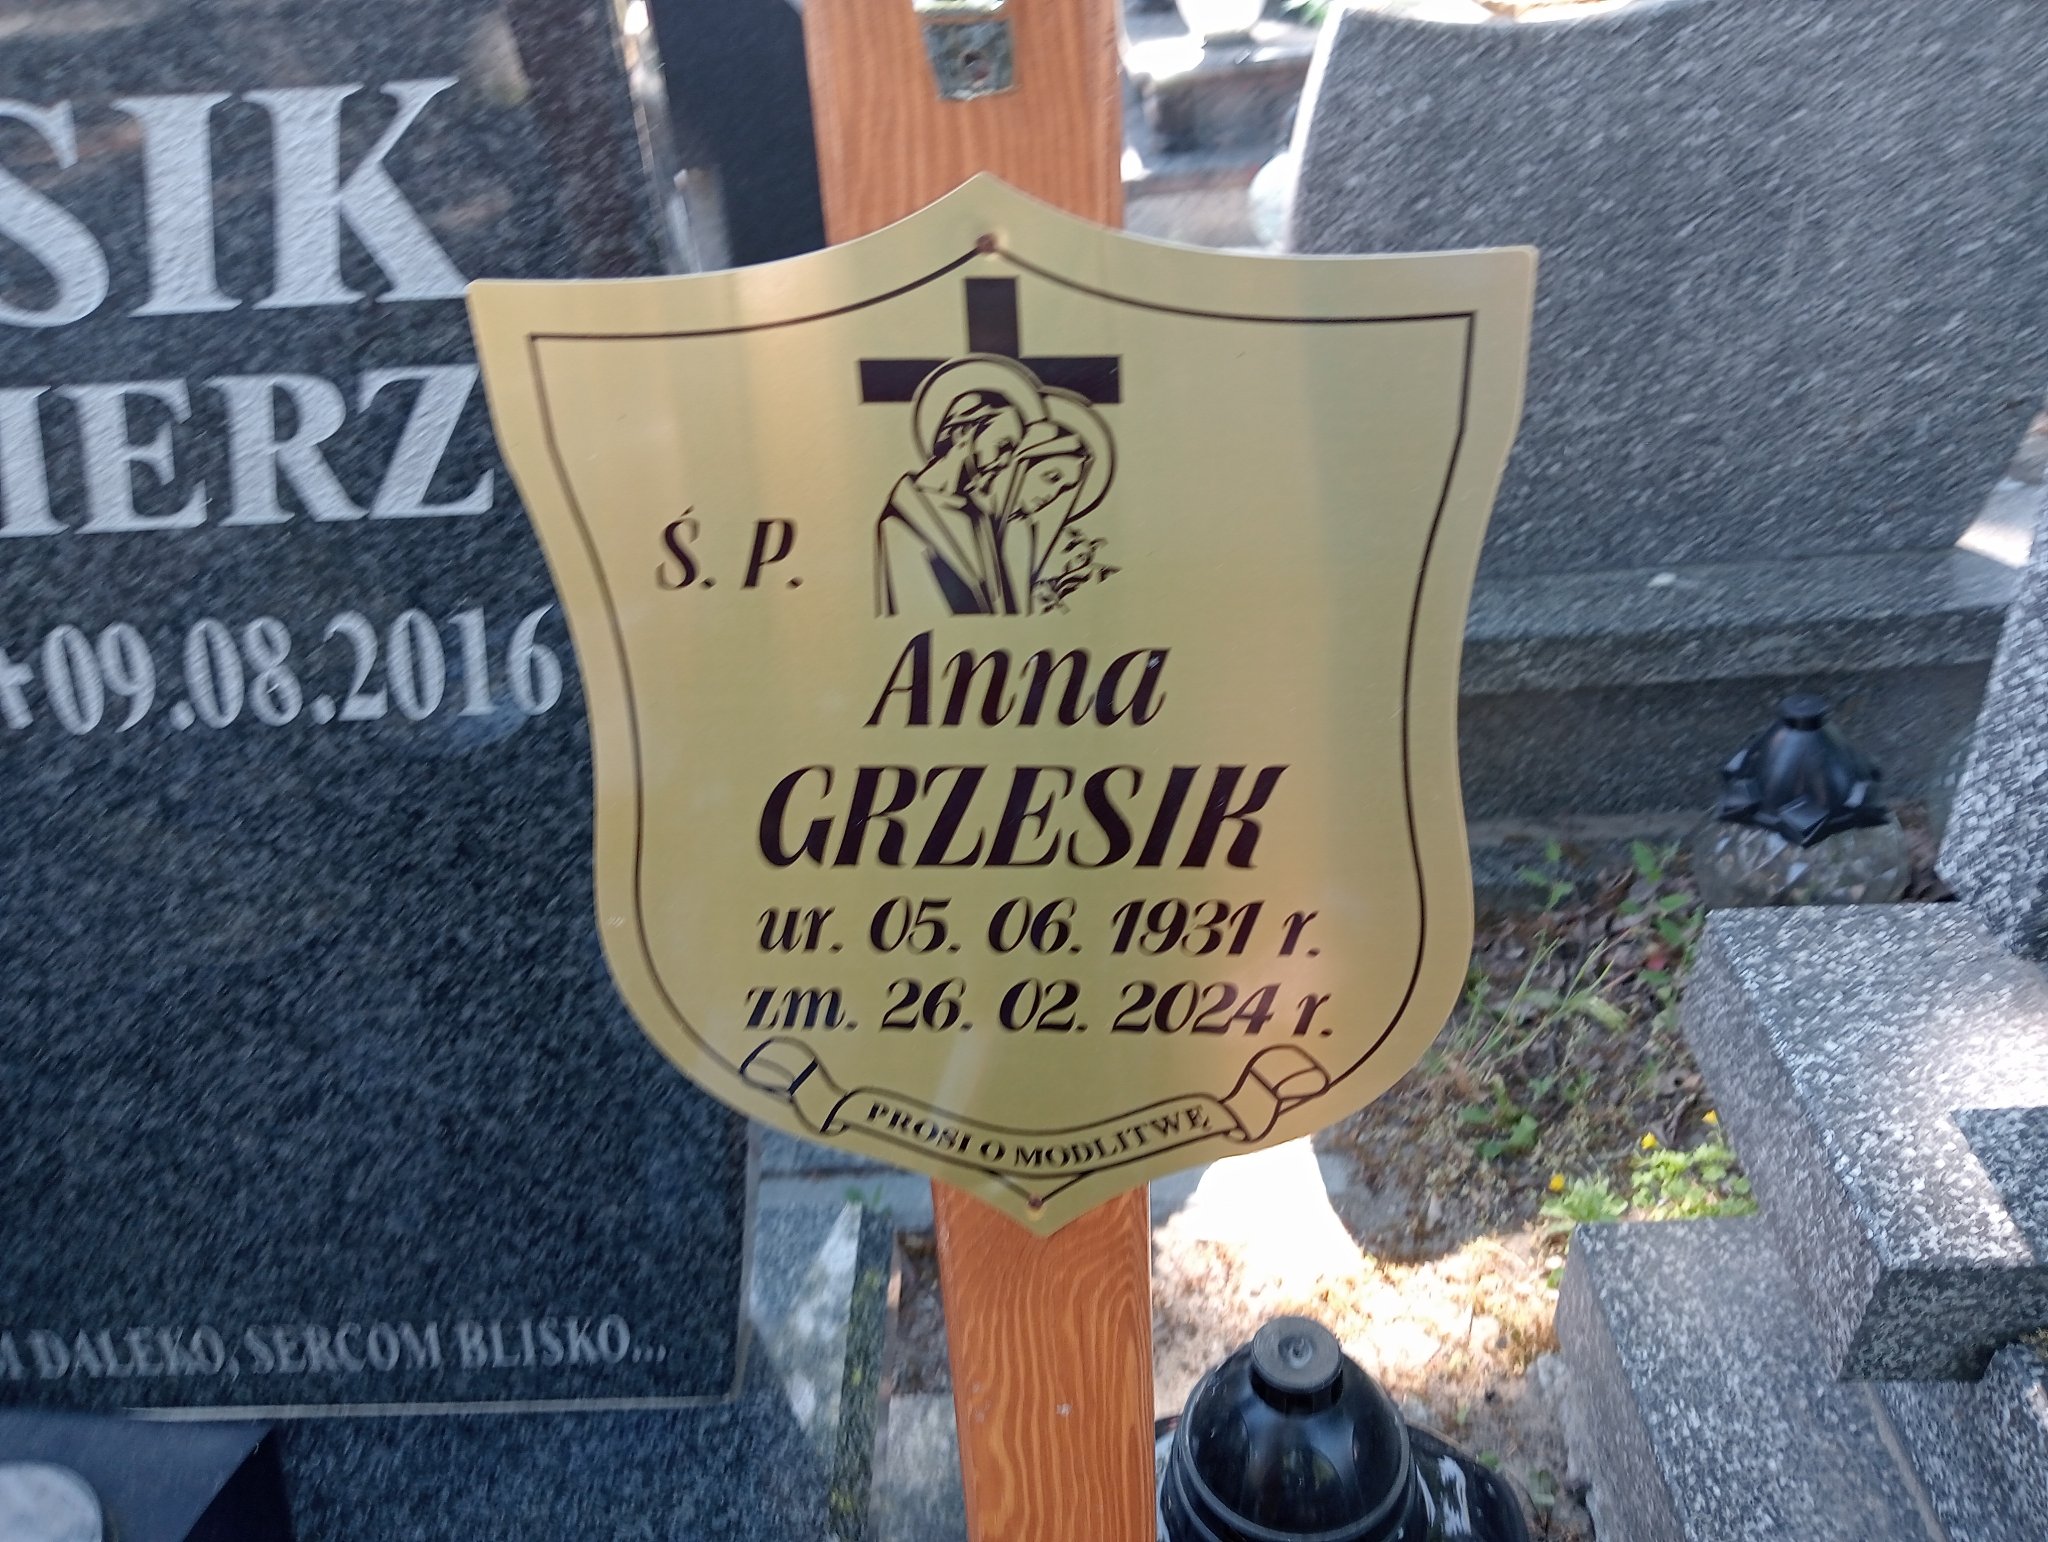 SIK
IERZ
+09.08.2016
DALEKO, SERCOM BLISKO...
Ś. P.
Anna
GRZESIK
ur. 05. 06. 1931 r.
zm. 26. 02. 2024 r.
PROSI O MODLITWĘ